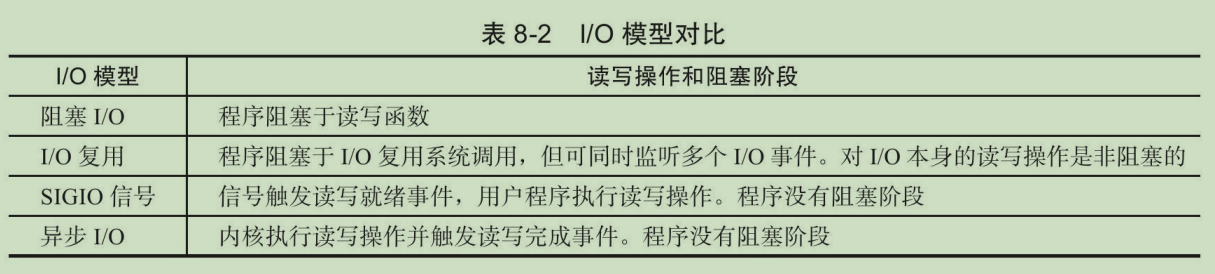 表 8-2 I/O 模型对比
I/O 模型 读写操作和阻塞阶段
阻塞 I/O 程序阻塞于读写函数
I/O 复用 程序阻塞于 I/O 复用系统调用，但可同时监听多个 I/O 事件。对 I/O 本身的读写操作是非阻塞的
SIGIO 信号 信号触发读写就绪事件，用户程序执行读写操作。程序没有阻塞阶段
异步 I/O 内核执行读写操作并触发读写完成事件。程序没有阻塞阶段